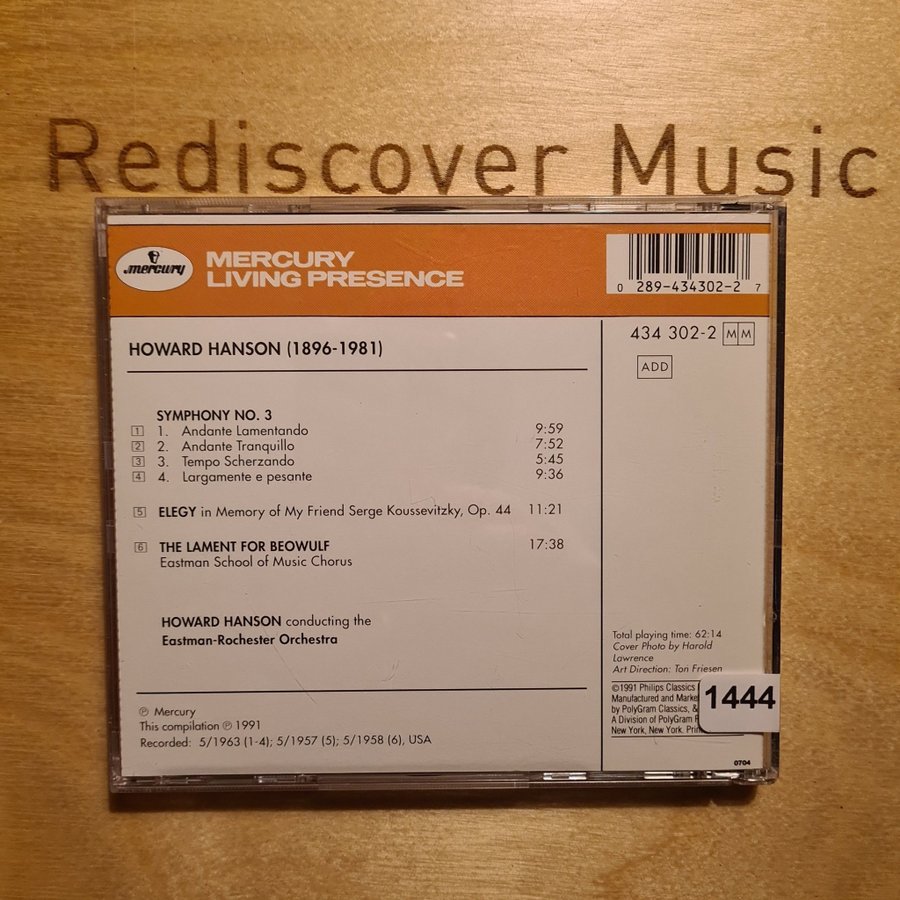 Rediscover Music
mercury
MERCURY
LIVING PRESENCE
0 289-434302-2 7
HOWARD HANSON (1896-1981)
434 302-2 MM
ADD
SYMPHONY NO. 3
1 1. Andante Lamentando 9:59
2 2. Andante Tranquillo 7:52
3 3. Tempo Scherzando 5:45
4 4. Largamente e pesante 9:36
5 ELEGY in Memory of My Friend Serge Koussevitzky, Op. 44 11:21
6 THE LAMENT FOR BEOWULF 17:38
Eastman School of Music Chorus
HOWARD HANSON conducting the
Eastman-Rochester Orchestra
℗ Mercury
This compilation ℗ 1991
Recorded: 5/1963 (1-4); 5/1957 (5); 5/1958 (6), USA
Total playing time: 62:14
Cover Photo by Harold
Lawrence
Art Direction: Tori Friesen
©1991 Philips Classics
Manufactured and Marke
by PolyGram Classics, &
A Division of PolyGram
New York, New York. Prin
1444
0704